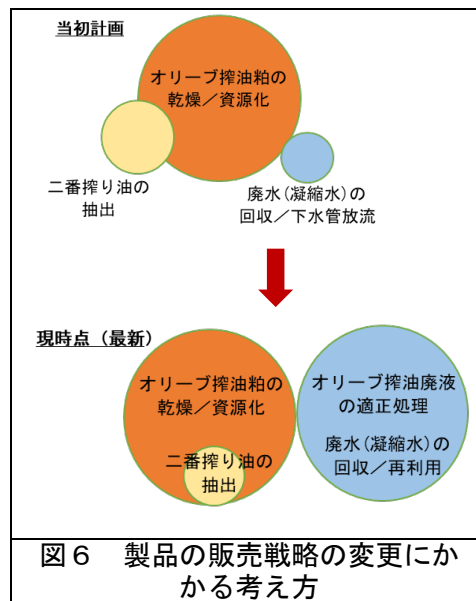 当初計画
オリーブ搾油粕の
乾燥／資源化
二番搾り油の
抽出
廃水(凝縮水)の
回収／下水管放流
現時点（最新）
オリーブ搾油粕の
乾燥／資源化
二番搾り油の
抽出
オリーブ搾油廃液
の適正処理
廃水(凝縮水)の
回収／再利用
図６　製品の販売戦略の変更にか
かる考え方